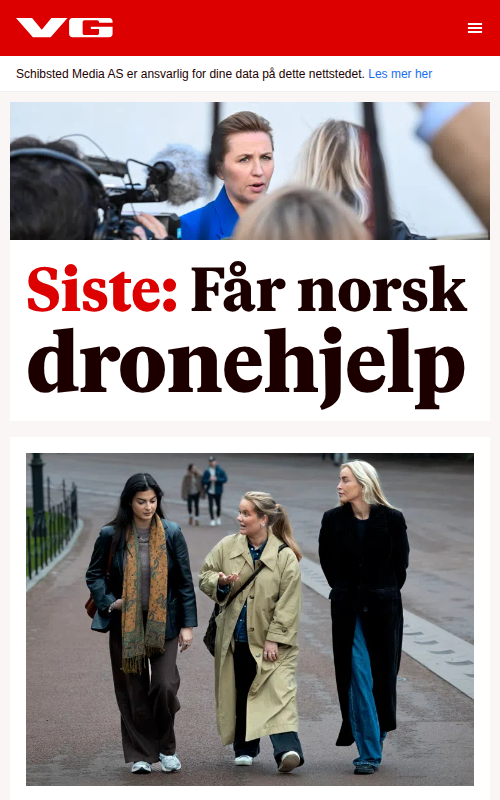 VG
Schibsted Media AS er ansvarlig for dine data på dette nettstedet. Les mer her
Siste: Får norsk
dronehjelp